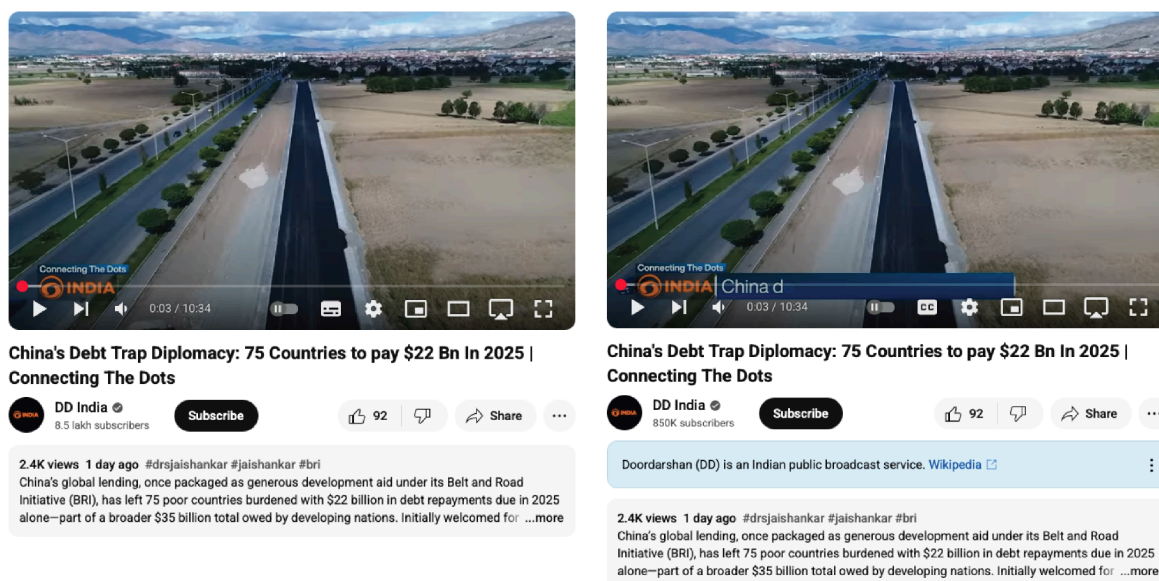 Connecting The Dots
INDIA
0:03 / 10:34
China's Debt Trap Diplomacy: 75 Countries to pay $22 Bn In 2025 |
Connecting The Dots
DD India
8.5 lakh subscribers
Subscribe
92
Share
2.4K views 1 day ago #drsjaishankar #jaishankar #bri
China's global lending, once packaged as generous development aid under its Belt and Road
Initiative (BRI), has left 75 poor countries burdened with $22 billion in debt repayments due in 2025
alone—part of a broader $35 billion total owed by developing nations. Initially welcomed for ...more
Connecting The Dots
INDIA
China d
0:03 / 10:34
CC
China's Debt Trap Diplomacy: 75 Countries to pay $22 Bn In 2025 |
Connecting The Dots
DD India
850K subscribers
Subscribe
92
Share
Doordarshan (DD) is an Indian public broadcast service. Wikipedia
2.4K views 1 day ago #drsjaishankar #jaishankar #bri
China's global lending, once packaged as generous development aid under its Belt and Road
Initiative (BRI), has left 75 poor countries burdened with $22 billion in debt repayments due in 2025
alone—part of a broader $35 billion total owed by developing nations. Initially welcomed for ...more